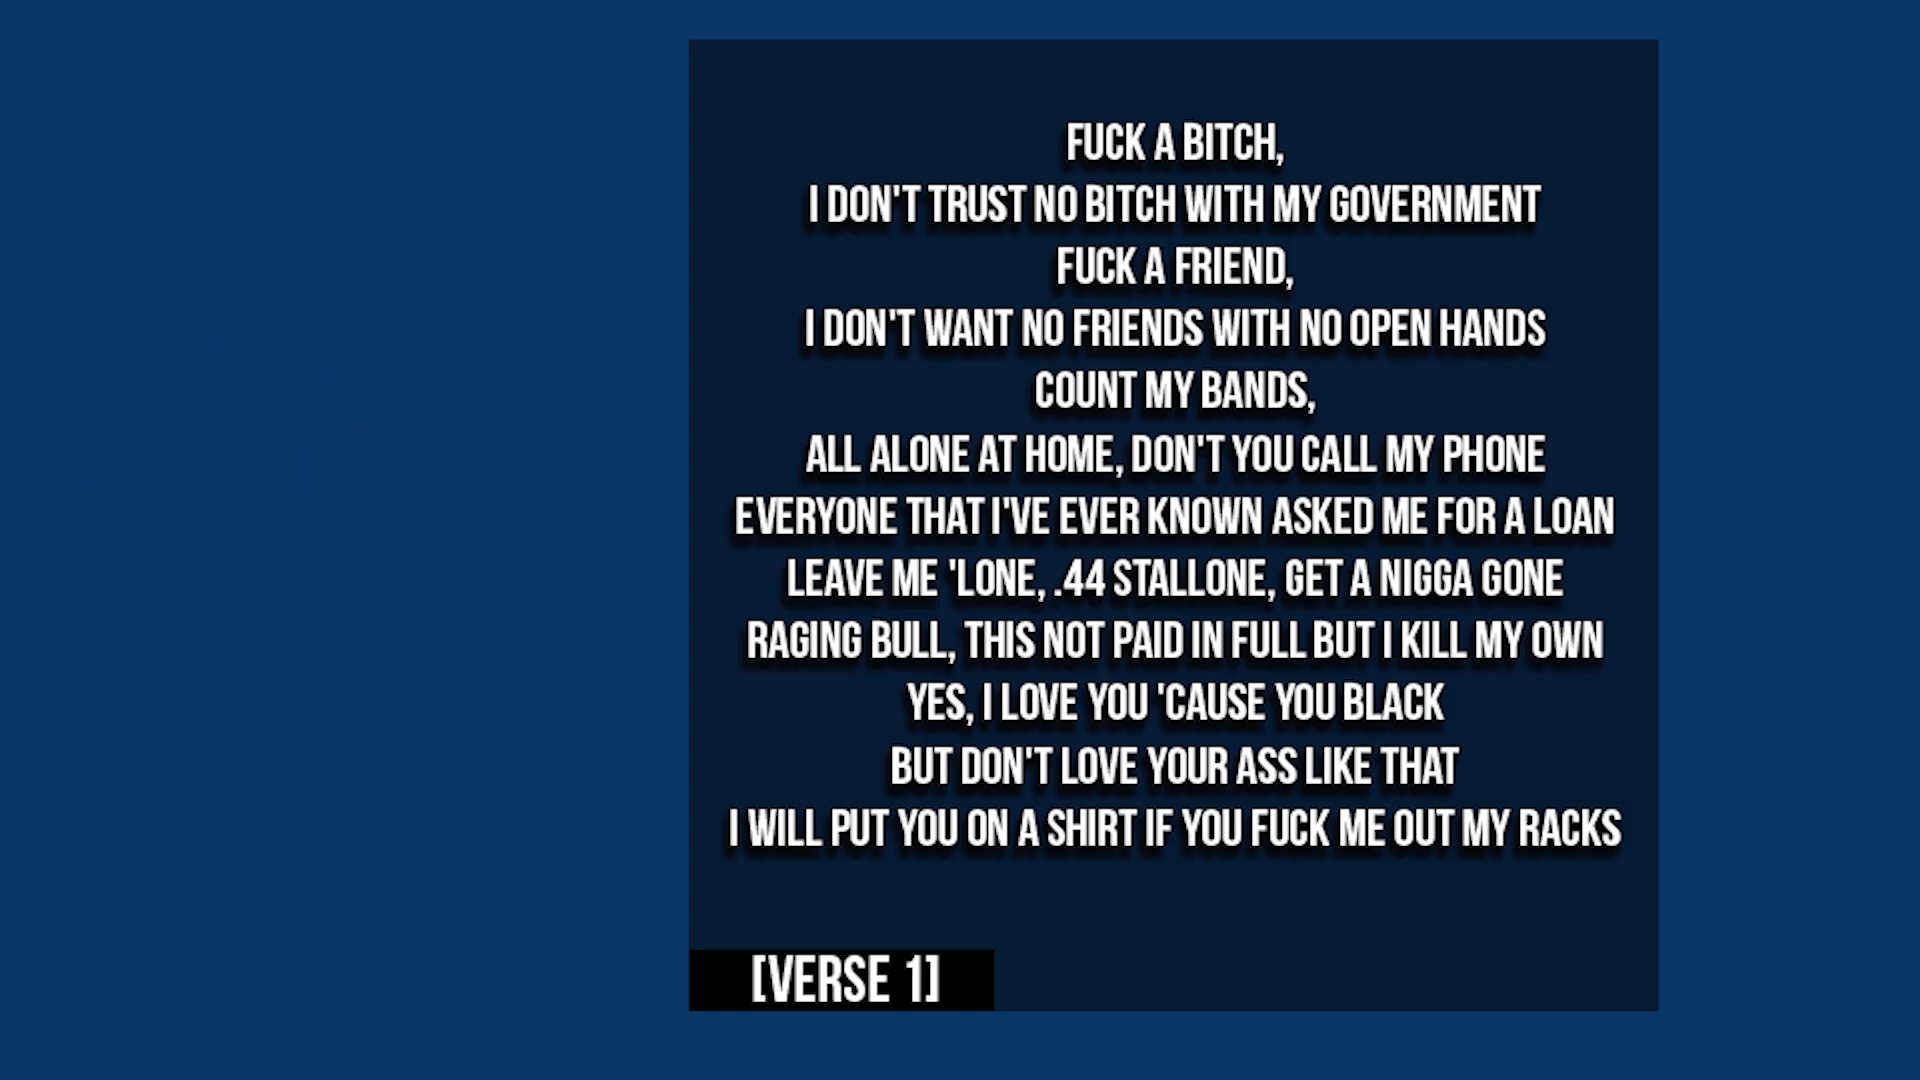 FUCK A BITCH,
I DON'T TRUST NO BITCH WITH MY GOVERNMENT
FUCK A FRIEND,
I DON'T WANT NO FRIENDS WITH NO OPEN HANDS
COUNT MY BANDS,
ALL ALONE AT HOME, DON'T YOU CALL MY PHONE
EVERYONE THAT I'VE EVER KNOWN ASKED ME FOR A LOAN
LEAVE ME 'LONE, .44 STALLONE, GET A NIGGA GONE
RAGING BULL, THIS NOT PAID IN FULL BUT I KILL MY OWN
YES, I LOVE YOU 'CAUSE YOU BLACK
BUT DON'T LOVE YOUR ASS LIKE THAT
I WILL PUT YOU ON A SHIRT IF YOU FUCK ME OUT MY RACKS
[VERSE 1]